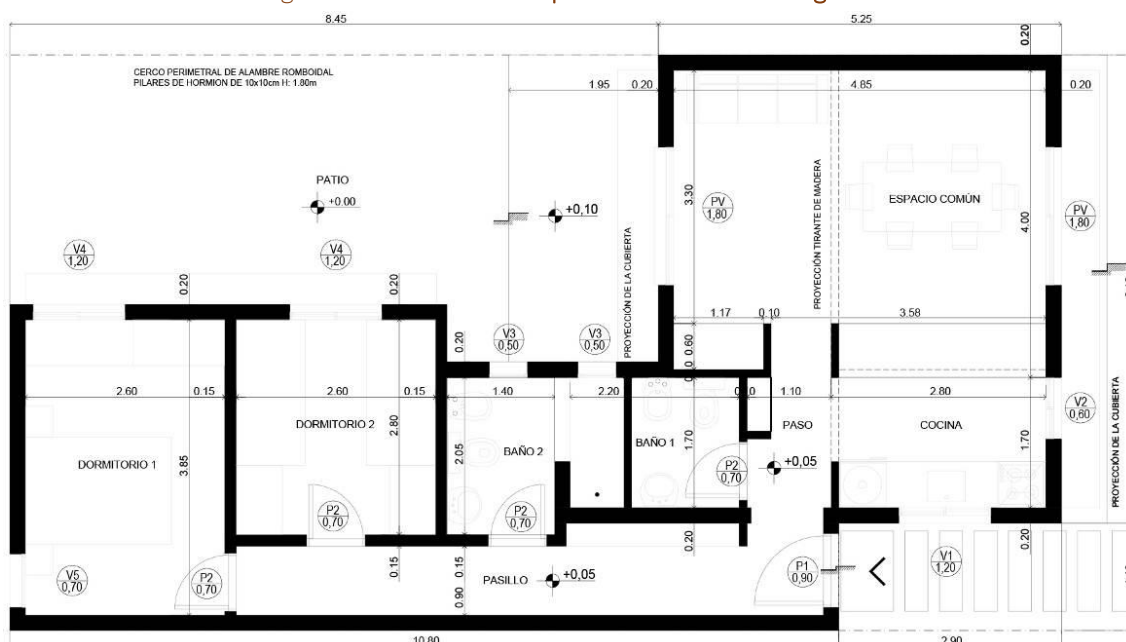 8.45
5.25
0.20
CERCO PERIMETRAL DE ALAMBRE ROMBOIDAL
PILARES DE HORMION DE 10x10cm H: 1.80m
1.95
0.20
4.85
0.20
PATIO
+0.00
+0,10
3.30
PV
1,80
PROYECCIÓN TIRANTE DE MADERA
ESPACIO COMÚN
4.00
PV
1,80
V4
1,20
V4
1,20
PROYECCIÓN DE LA CUBIERTA
0.20
0.20
1.17
0.10
3.58
V3
0,50
V3
0,50
0.20
0.60
2.60
0.15
2.60
0.15
1.40
2.20
1.10
2.80
V2
0,60
PROYECCIÓN DE LA CUBIERTA
DORMITORIO 1
3.85
DORMITORIO 2
2.80
2.05
BAÑO 2
BAÑO 1
1.70
PASO
COCINA
1.70
+0,05
P2
0,70
P2
0,70
P2
0,70
0.20
0.20
V5
0,70
P2
0,70
0.15
0.15
0.90
PASILLO
+0,05
P1
0,90
V1
1,20
10.80
2.90